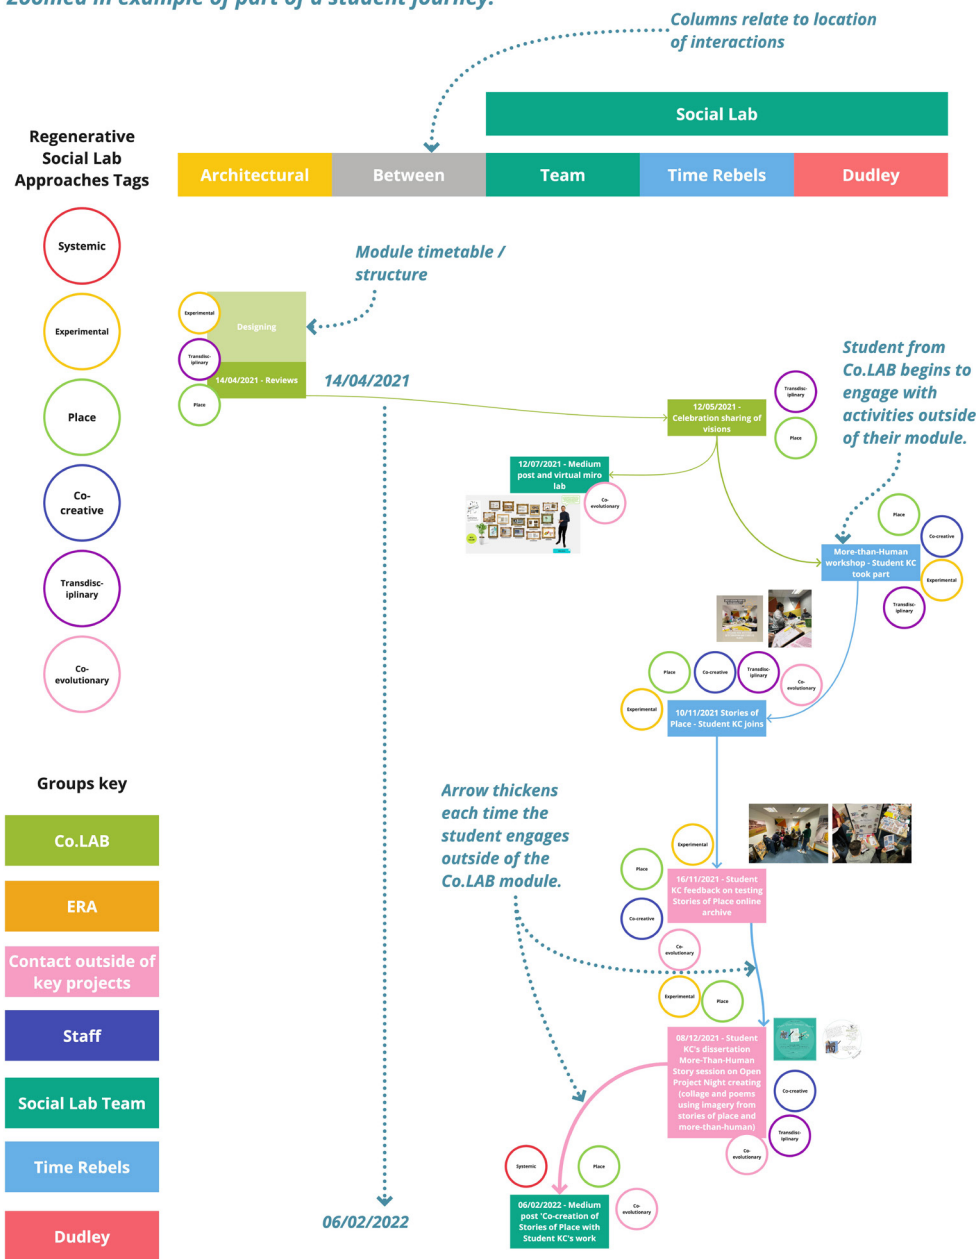 Zoomed in example of part of a student journey.
Columns relate to location
of interactions
Social Lab
Regenerative
Social Lab
Approaches Tags
Architectural
Between
Team
Time Rebels
Dudley
Systemic
Experimental
Place
Co-
creative
Transdisc-
iplinary
Co-
evolutionary
Module timetable /
structure
Experimental
Designing
Transdisc-
iplinary
14/04/2021 - Reviews
Place
14/04/2021
Student from
Co.LAB begins to
engage with
activities outside
of their module.
12/05/2021 -
Celebration sharing of
visions
Transdisc-
iplinary
Place
12/07/2021 - Medium
post and virtual miro
lab
Co-
evolutionary
Place
Co-creative
More-than-Human
workshop - Student KC
took part
Experimental
Transdisc-
iplinary
Place
Co-creative
Transdisc-
iplinary
Co-
evolutionary
Experimental
10/11/2021 Stories of
Place - Student KC joins
Groups key
Co.LAB
ERA
Contact outside of
key projects
Staff
Social Lab Team
Time Rebels
Dudley
Arrow thickens
each time the
student engages
outside of the
Co.LAB module.
Experimental
Place
16/11/2021 - Student
KC feedback on testing
Stories of Place online
archive
Co-creative
Co-
evolutionary
Experimental
Place
08/12/2021 - Student
KC's dissertation
More-Than-Human
Story session on Open
Project Night creating
(collage and poems
using imagery from
stories of place and
more-than-human)
Co-creative
Transdisc-
iplinary
Co-
evolutionary
Systemic
Place
Co-
evolutionary
06/02/2022 - Medium
post 'Co-creation of
Stories of Place with
Student KC's work
06/02/2022